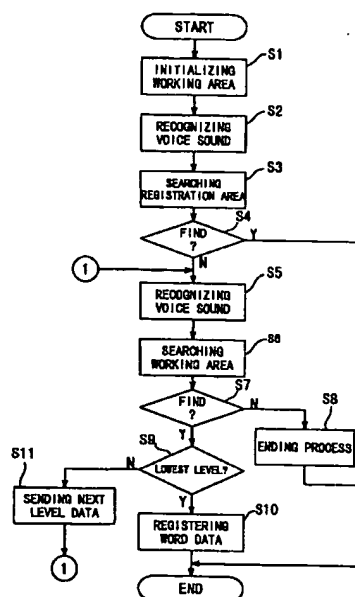 START
S1
INITIALIZING
WORKING AREA
S2
RECOGNIZING
VOICE SOUND
S3
SEARCHING
REGISTRATION AREA
S4
FIND
?
Y
N
1
S5
RECOGNIZING
VOICE SOUND
S6
SEARCHING
WORKING AREA
S7
FIND
?
N
Y
S8
ENDING PROCESS
S9
LOWEST LEVEL?
N
Y
S11
SENDING NEXT
LEVEL DATA
S10
REGISTERING
WORD DATA
1
END